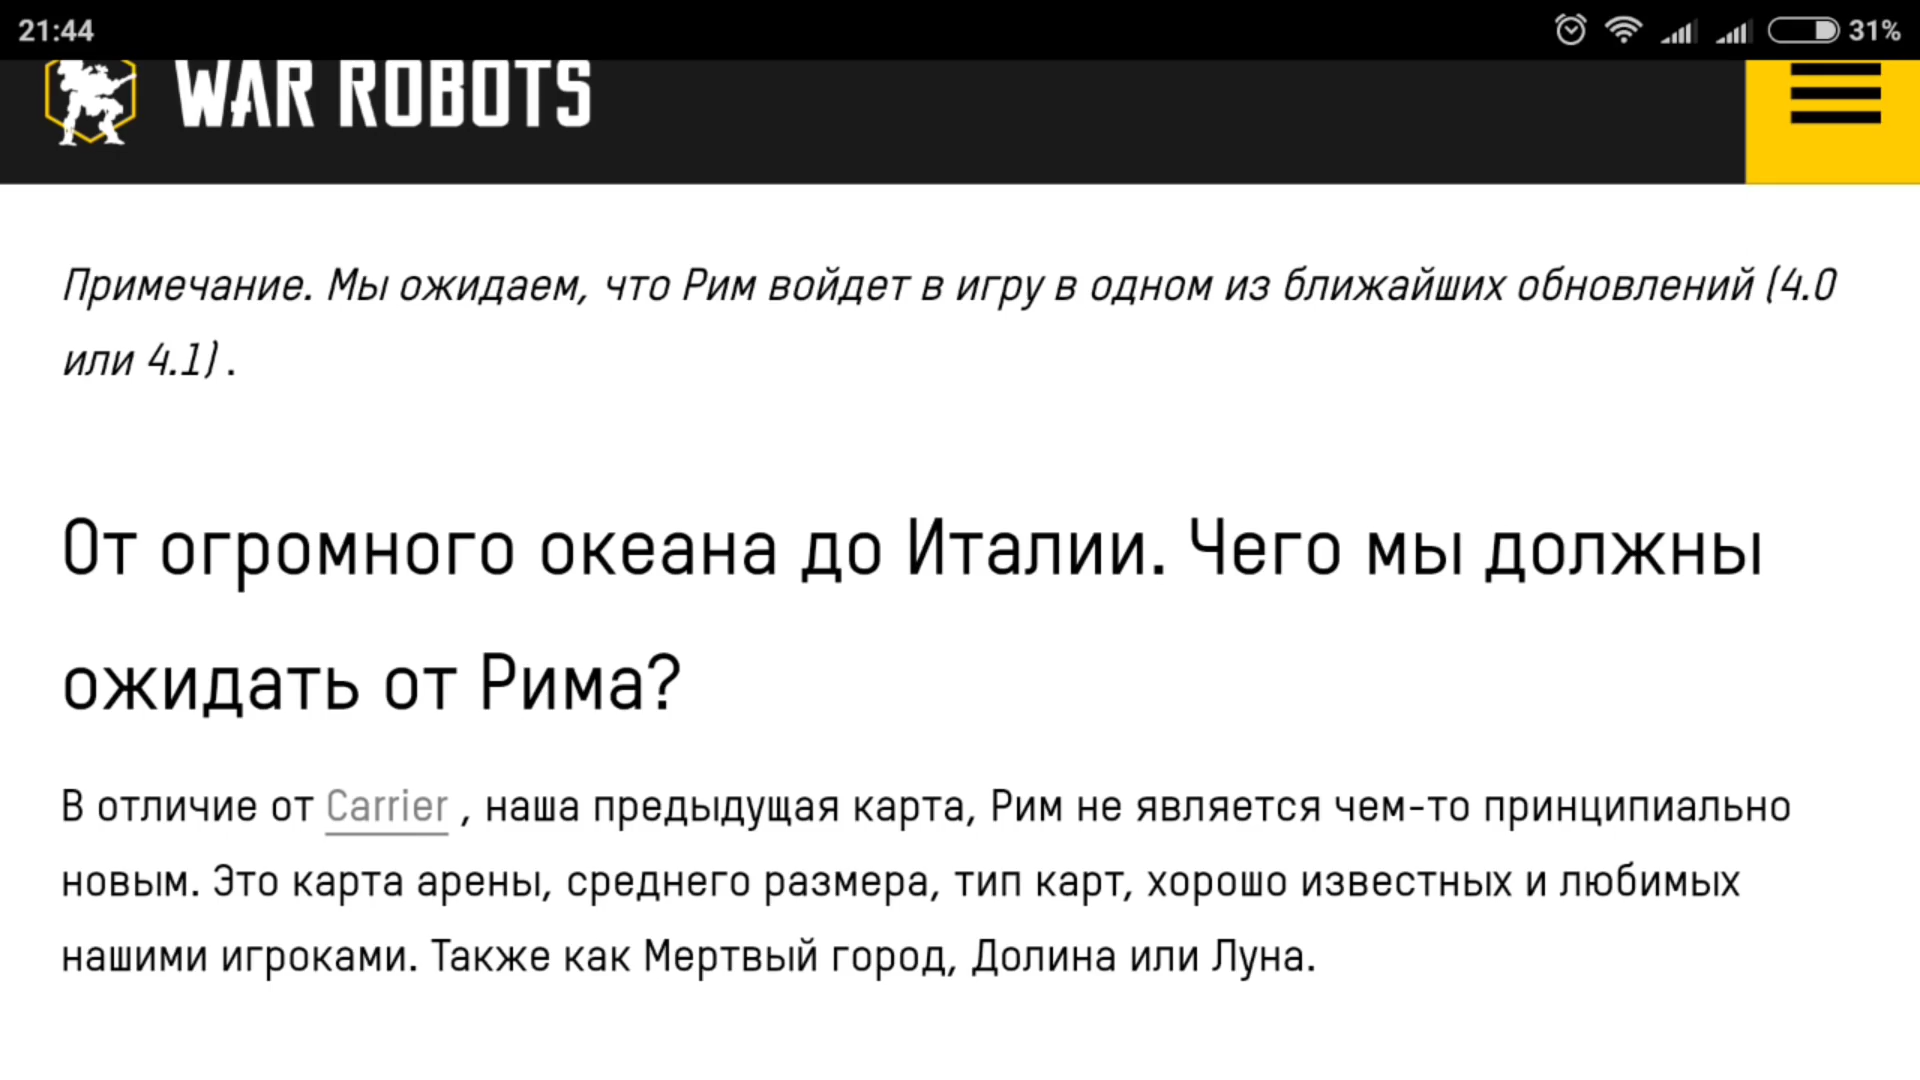 21:44
31%
WAR ROBOTS
Примечание. Мы ожидаем, что Рим войдет в игру в одном из ближайших обновлений (4.0
или 4.1) .
От огромного океана до Италии. Чего мы должны
ожидать от Рима?
В отличие от Carrier , наша предыдущая карта, Рим не является чем-то принципиально
новым. Это карта арены, среднего размера, тип карт, хорошо известных и любимых
нашими игроками. Также как Мертвый город, Долина или Луна.